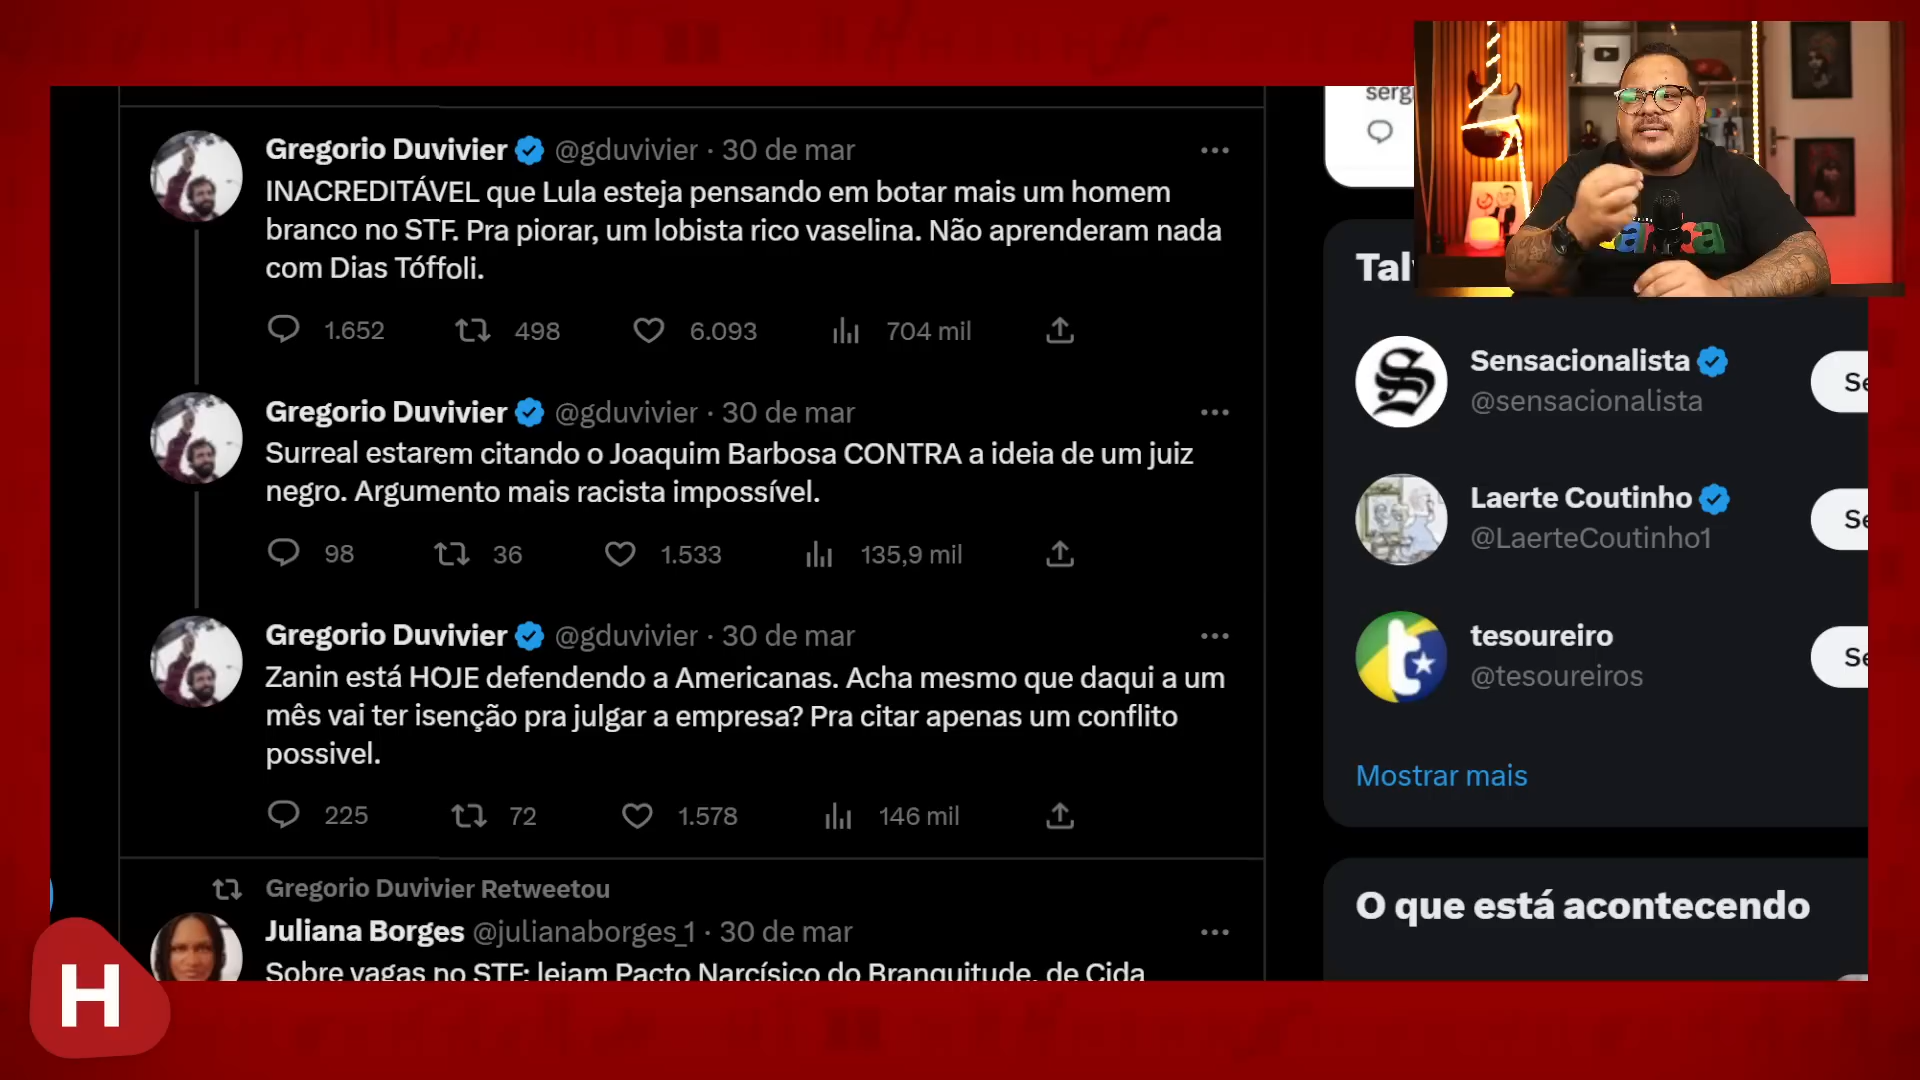 Gregorio Duvivier @gduvivier · 30 de mar
INACREDITÁVEL que Lula esteja pensando em botar mais um homem
branco no STF. Pra piorar, um lobista rico vaselina. Não aprenderam nada
com Dias Tóffoli.
1.652 498 6.093 704 mil
Gregorio Duvivier @gduvivier · 30 de mar
Surreal estarem citando o Joaquim Barbosa CONTRA a ideia de um juiz
negro. Argumento mais racista impossível.
98 36 1.533 135,9 mil
Gregorio Duvivier @gduvivier · 30 de mar
Zanin está HOJE defendendo a Americanas. Acha mesmo que daqui a um
mês vai ter isenção pra julgar a empresa? Pra citar apenas um conflito
possivel.
225 72 1.578 146 mil
Gregorio Duvivier Retweetou
Juliana Borges @julianaborges_1 · 30 de mar
Sobre vagas no STF: leiam Pacto Narcísico do Branquitude, de Cida
H
Sensacionalista
@sensacionalista
Laerte Coutinho
@LaerteCoutinho1
tesoureiro
@tesoureiros
Mostrar mais
O que está acontecendo